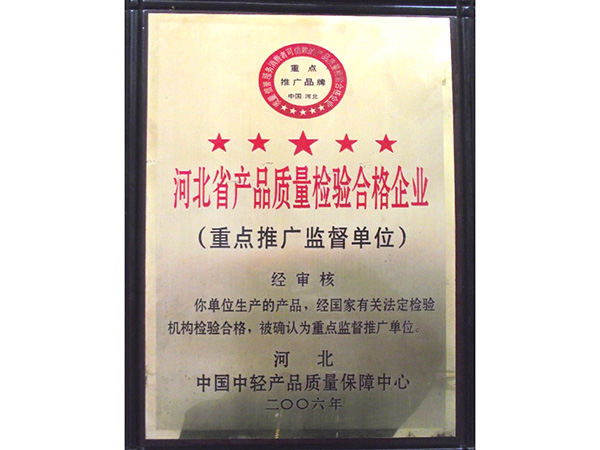 重点
推广品牌
中国·河北
河北省产品质量检验合格企业
(重点推广监督单位)
经审核
你单位生产的产品，经国家有关法定检验
机构检验合格，被确认为重点监督推广单位。
河北
中国中轻产品质量保障中心
二〇〇六年